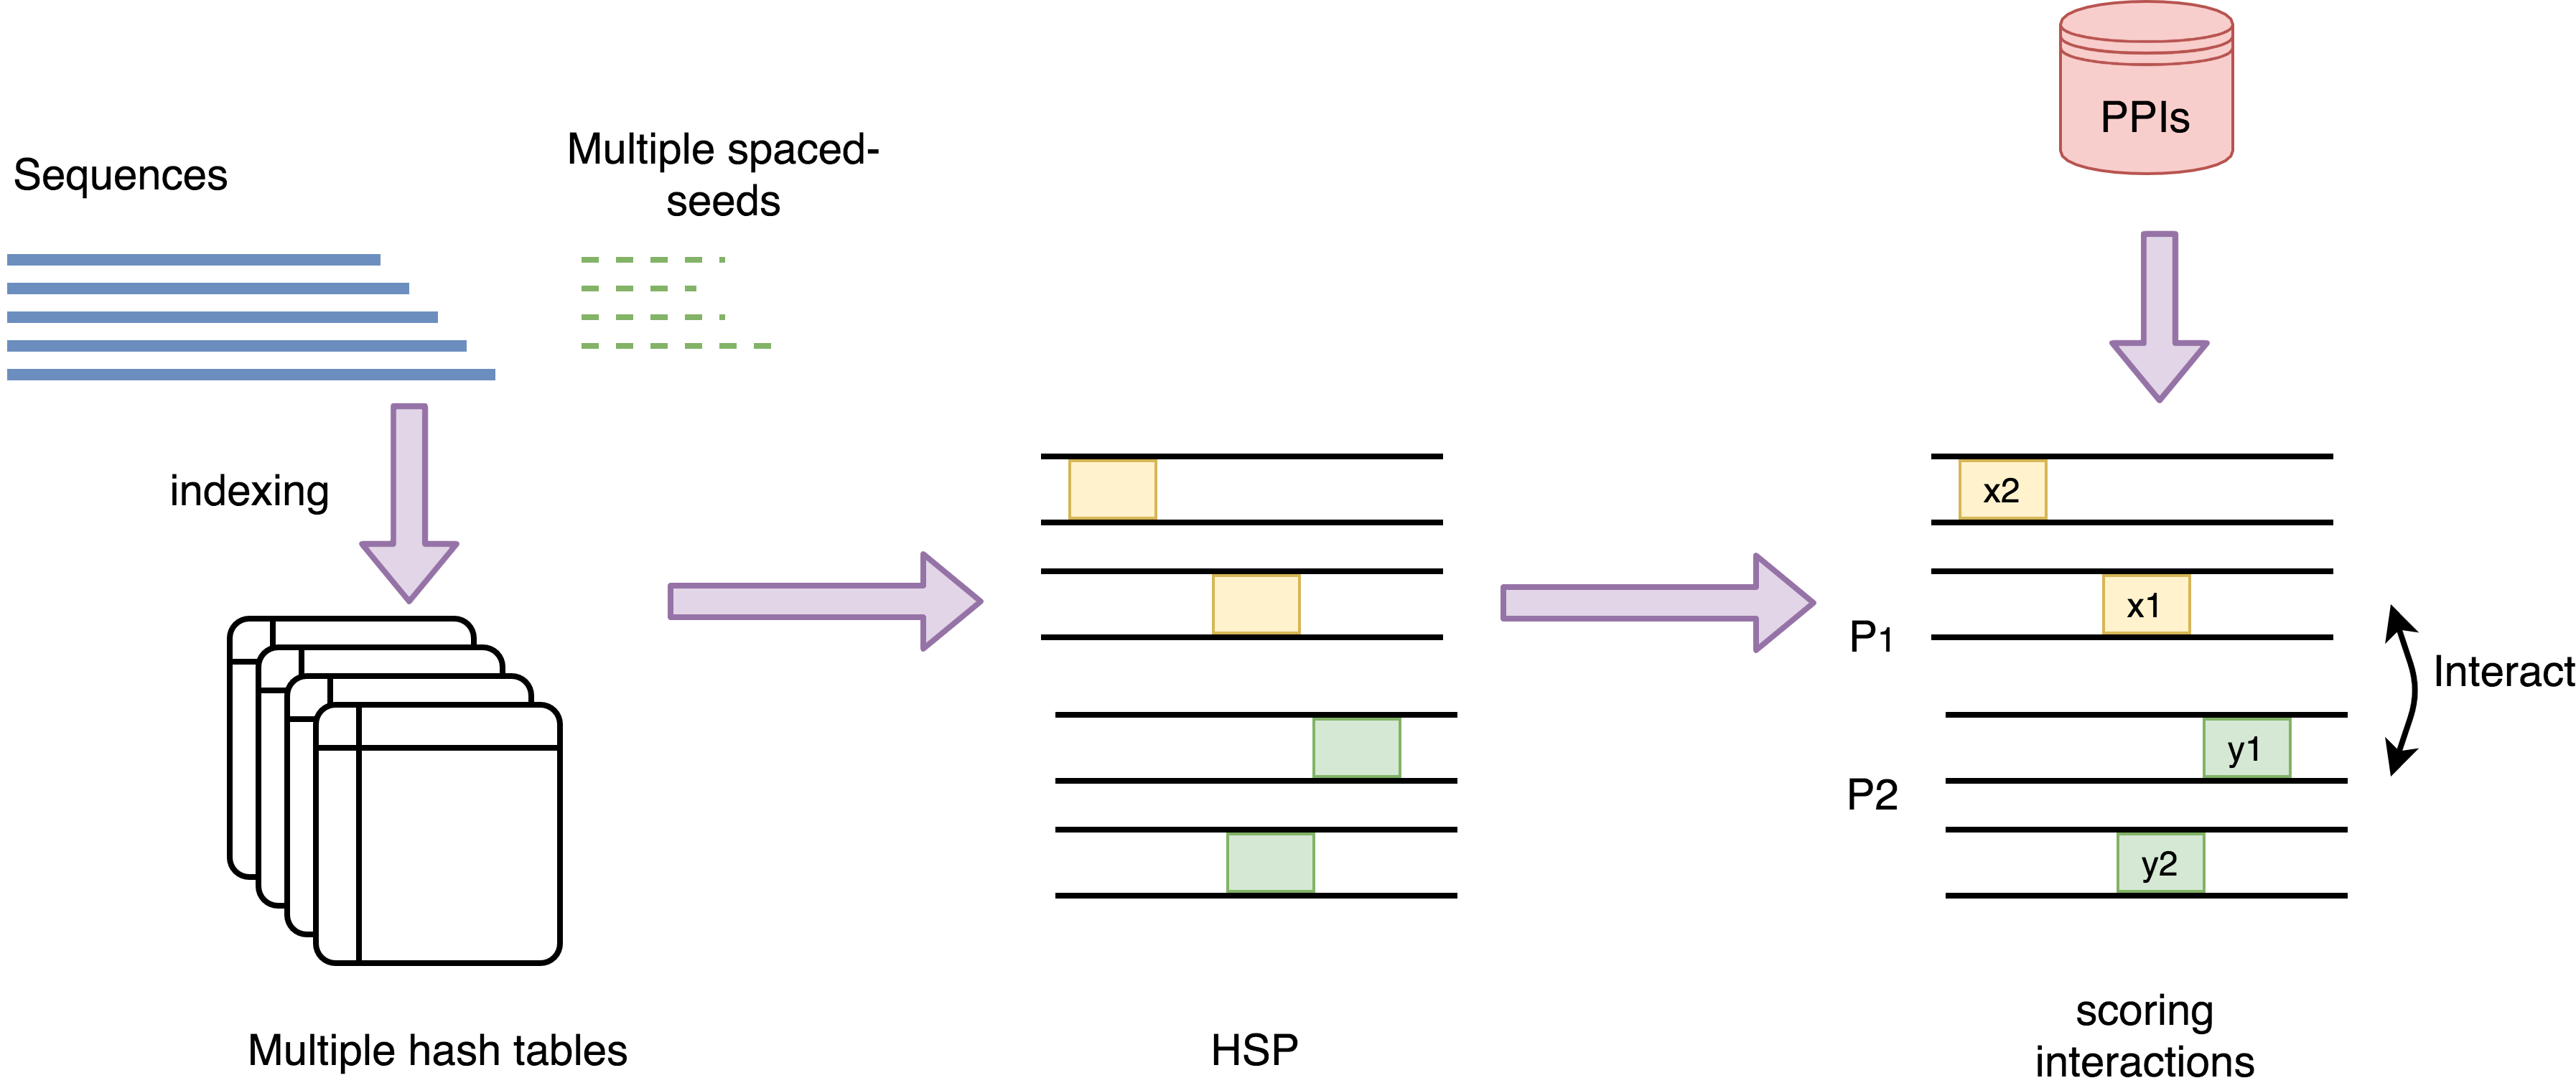 Sequences
Multiple spaced-
seeds
PPIs
indexing
x2
x1
P1
Interact
y1
P2
y2
Multiple hash tables
HSP
scoring
interactions